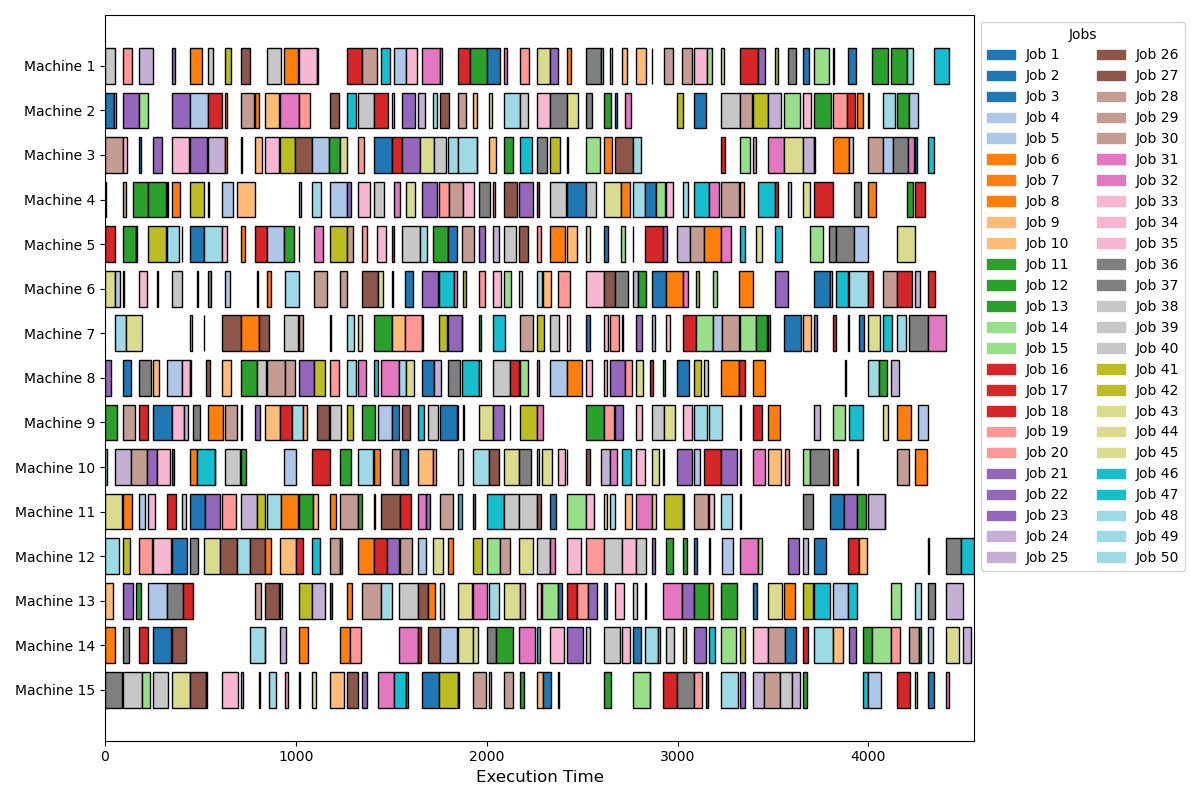 Machine 1
Machine 2
Machine 3
Machine 4
Machine 5
Machine 6
Machine 7
Machine 8
Machine 9
Machine 10
Machine 11
Machine 12
Machine 13
Machine 14
Machine 15
0 1000 2000 3000 4000
Execution Time
Jobs
Job 1 Job 26
Job 2 Job 27
Job 3 Job 28
Job 4 Job 29
Job 5 Job 30
Job 6 Job 31
Job 7 Job 32
Job 8 Job 33
Job 9 Job 34
Job 10 Job 35
Job 11 Job 36
Job 12 Job 37
Job 13 Job 38
Job 14 Job 39
Job 15 Job 40
Job 16 Job 41
Job 17 Job 42
Job 18 Job 43
Job 19 Job 44
Job 20 Job 45
Job 21 Job 46
Job 22 Job 47
Job 23 Job 48
Job 24 Job 49
Job 25 Job 50